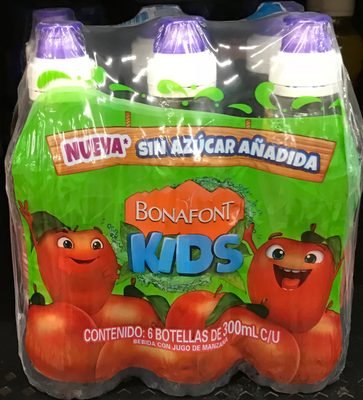 NUEVA* SIN AZÚCAR AÑADIDA
BONAFONT
KIDS
CONTENIDO: 6 BOTELLAS DE 300mL C/U
BEBIDA CON JUGO DE MANZANA